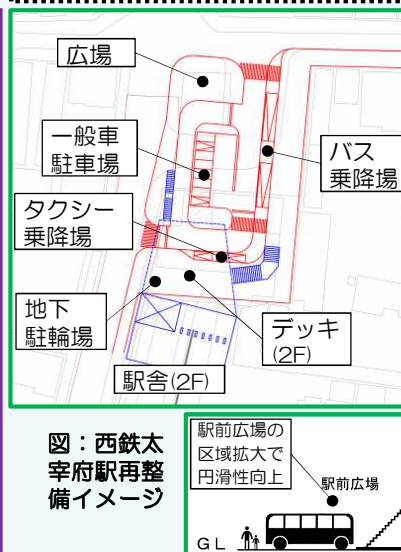 広場
一般車
駐車場
バス
乗降場
タクシー
乗降場
地下
駐輪場
デッキ
(2F)
駅舎(2F)
図：西鉄太
宰府駅再整
備イメージ
駅前広場の
区域拡大で
円滑性向上
駅前広場
GL